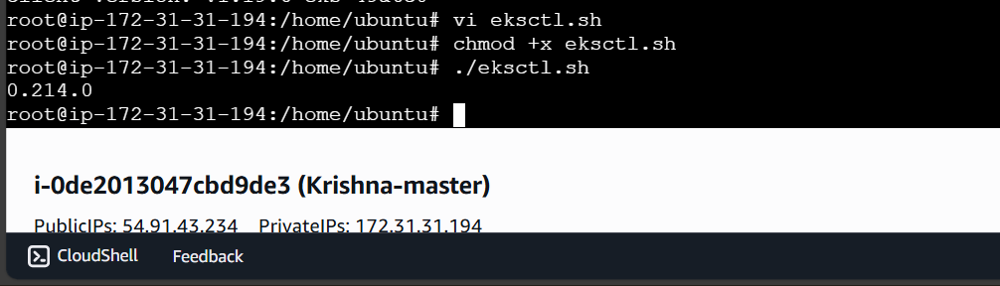 root@ip-172-31-31-194:/home/ubuntu# vi eksctl.sh
root@ip-172-31-31-194:/home/ubuntu# chmod +x eksctl.sh
root@ip-172-31-31-194:/home/ubuntu# ./eksctl.sh
0.214.0
root@ip-172-31-31-194:/home/ubuntu#
i-0de2013047cbd9de3 (Krishna-master)
PublicIPs: 54.91.43.234 PrivateIPs: 172.31.31.194
CloudShell Feedback